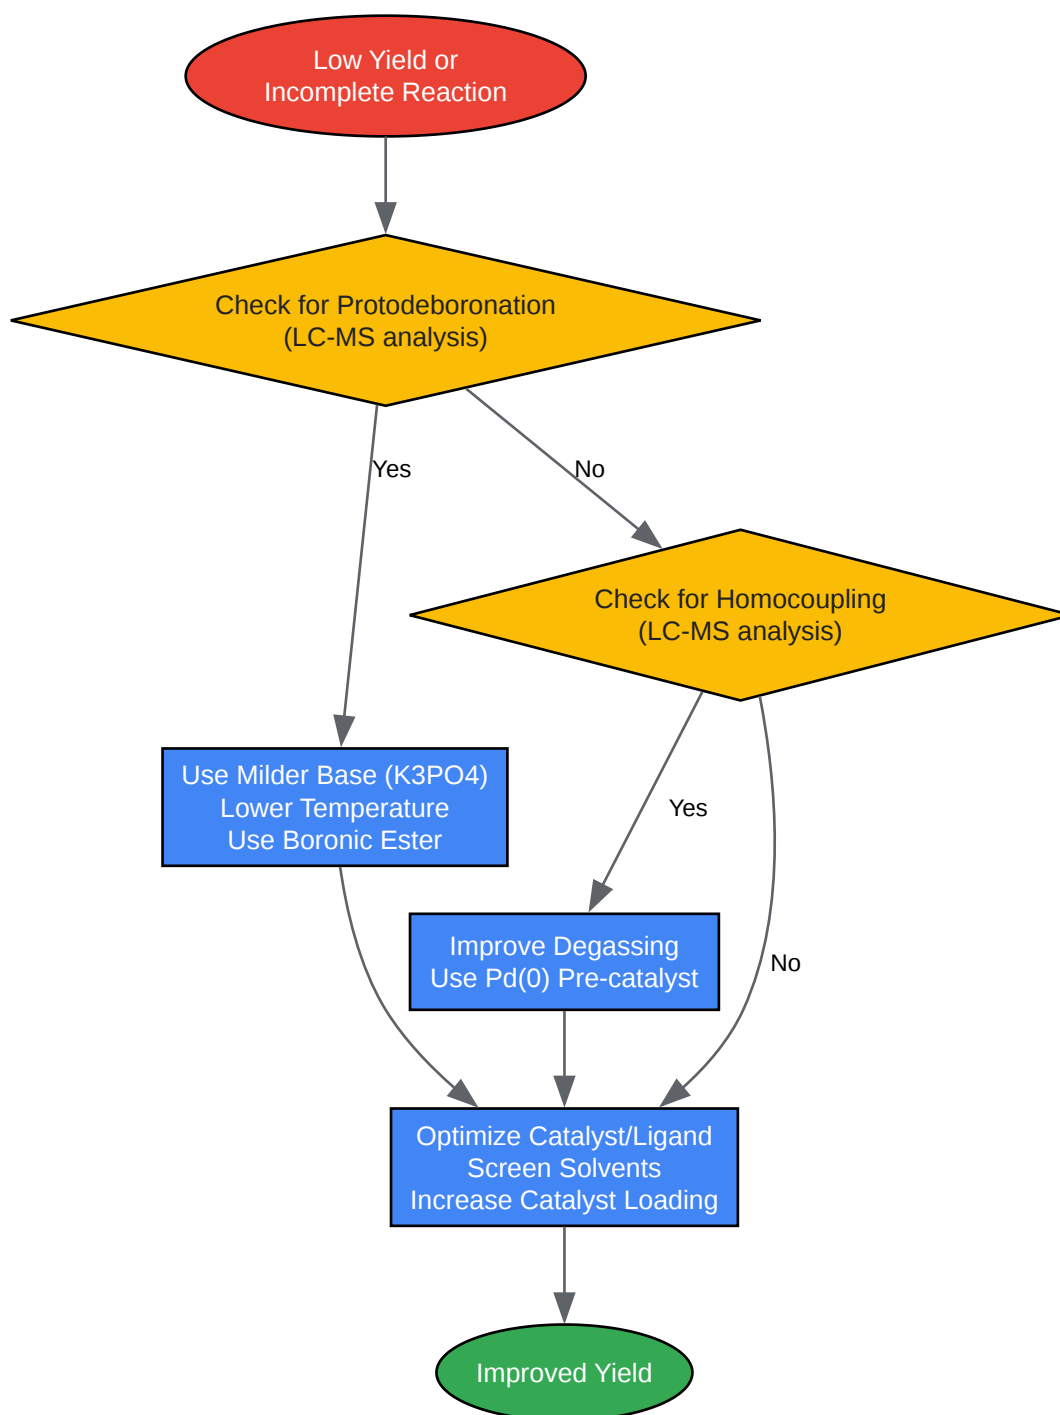 Low Yield or
Incomplete Reaction
Check for Protodeboronation
(LC-MS analysis)
Yes
No
Check for Homocoupling
(LC-MS analysis)
Use Milder Base (K3PO4)
Lower Temperature
Use Boronic Ester
Yes
Improve Degassing
Use Pd(0) Pre-catalyst
No
Optimize Catalyst/Ligand
Screen Solvents
Increase Catalyst Loading
Improved Yield